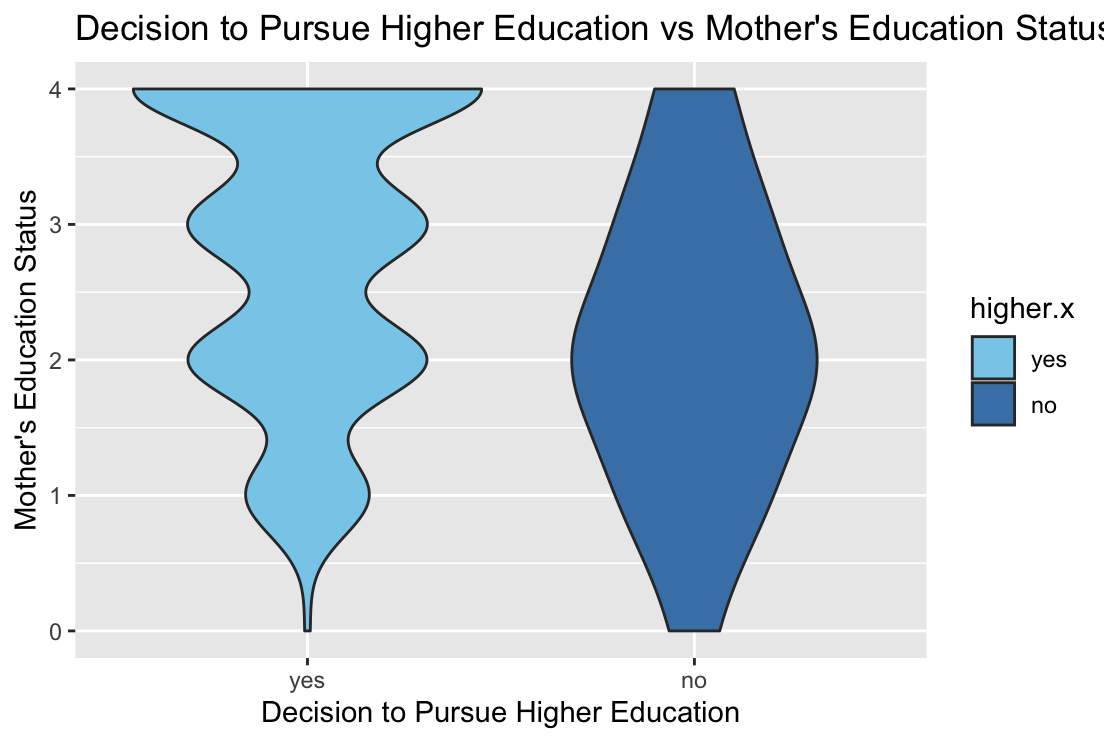 Decision to Pursue Higher Education vs Mother's Education Status
4
3
2
1
0
Mother's Education Status
yes
no
Decision to Pursue Higher Education
higher.x
yes
no